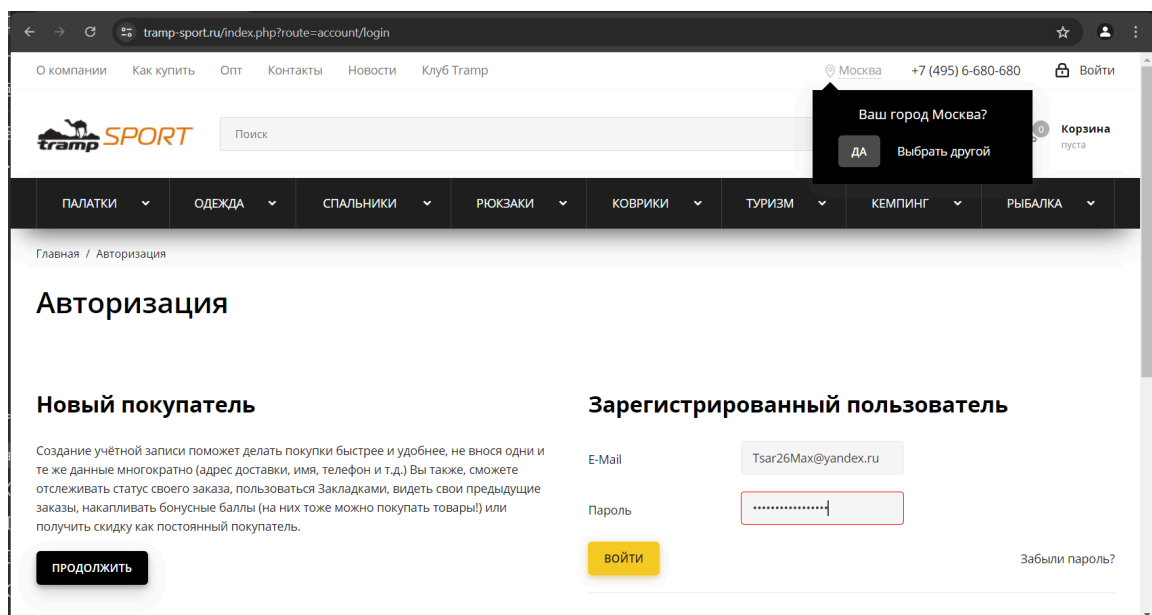 tramp-sport.ru/index.php?route=account/login
О компании Как купить Опт Контакты Новости Клуб Tramp Москва +7 (495) 6-680-680 Войти
Ваш город Москва?
ДА Выбрать другой
tramp SPORT Поиск 0 Корзина
пуста
ПАЛАТКИ ОДЕЖДА СПАЛЬНИКИ РЮКЗАКИ КОВРИКИ ТУРИЗМ КЕМПИНГ РЫБАЛКА
Главная / Авторизация
Авторизация
Новый покупатель
Создание учётной записи поможет делать покупки быстрее и удобнее, не внося одни и
те же данные многократно (адрес доставки, имя, телефон и т.д.) Вы также, сможете
отслеживать статус своего заказа, пользоваться Закладками, видеть свои предыдущие
заказы, накапливать бонусные баллы (на них тоже можно покупать товары!) или
получить скидку как постоянный покупатель.
ПРОДОЛЖИТЬ
Зарегистрированный пользователь
E-Mail Tsar26Max@yandex.ru
Пароль •••••••••••••••••
ВОЙТИ Забыли пароль?